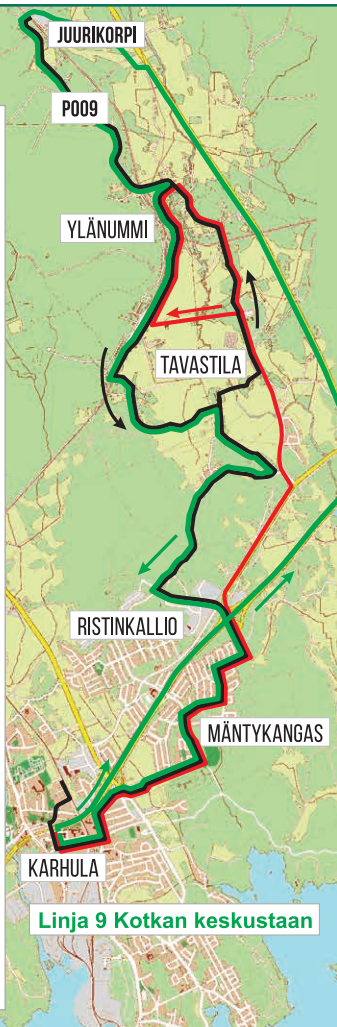 JUURIKORPI
P009
YLÄNUMMI
TAVASTILA
RISTINKALLIO
MÄNTYKANGAS
KARHULA
Linja 9 Kotkan keskustaan